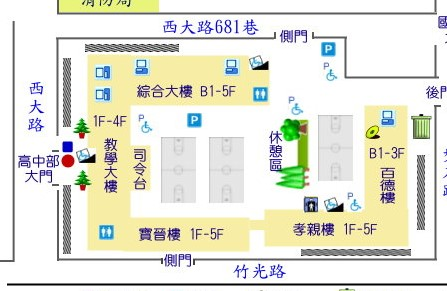 消防局
西大路681巷
側門
P
P
西大路
後門
綜合大樓 B1-5F
1F-4F
P
P
P
休憩區
教學大樓
司令台
B1-3F
百德樓
高中部
大門
P
寶晉樓 1F-5F
孝親樓 1F-5F
側門
竹光路